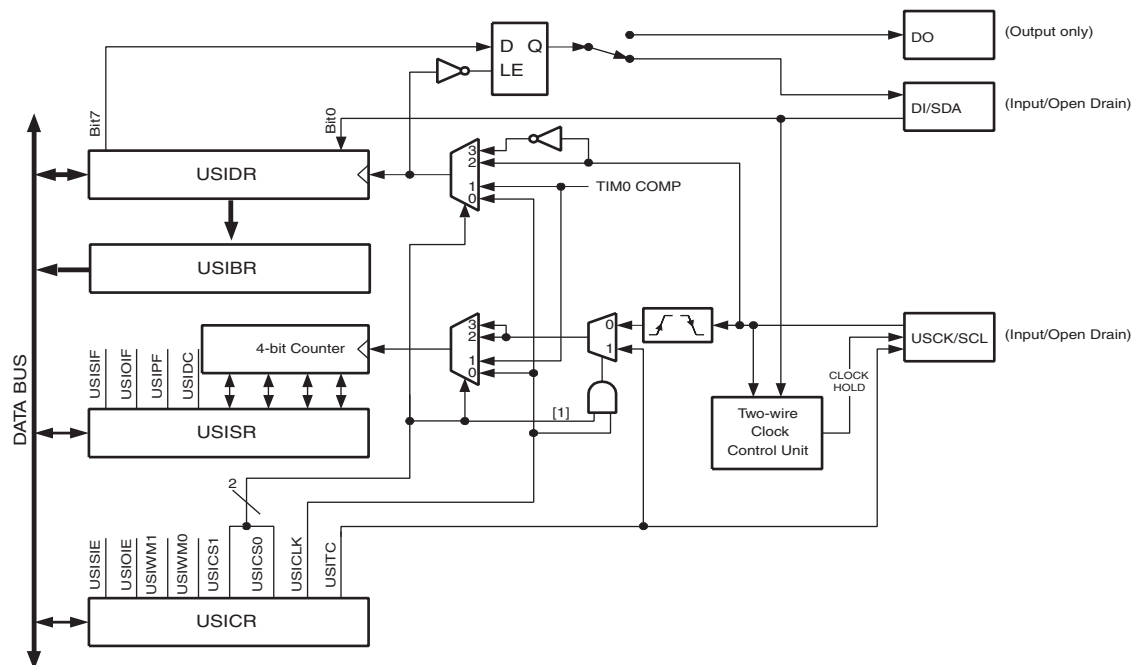 D Q
LE
DO
(Output only)
DI/SDA
(Input/Open Drain)
Bit7
Bit0
USIDR
3
2
1
0
TIM0 COMP
USIBR
DATA BUS
4-bit Counter
3
2
1
0
0
1
USCK/SCL
(Input/Open Drain)
CLOCK
HOLD
USISIF
USIOIF
USIPF
USIDC
[1]
USISR
Two-wire
Clock
Control Unit
2
USISIE
USIOIE
USIWM1
USIWM0
USICS1
USICS0
USICLK
USITC
USICR